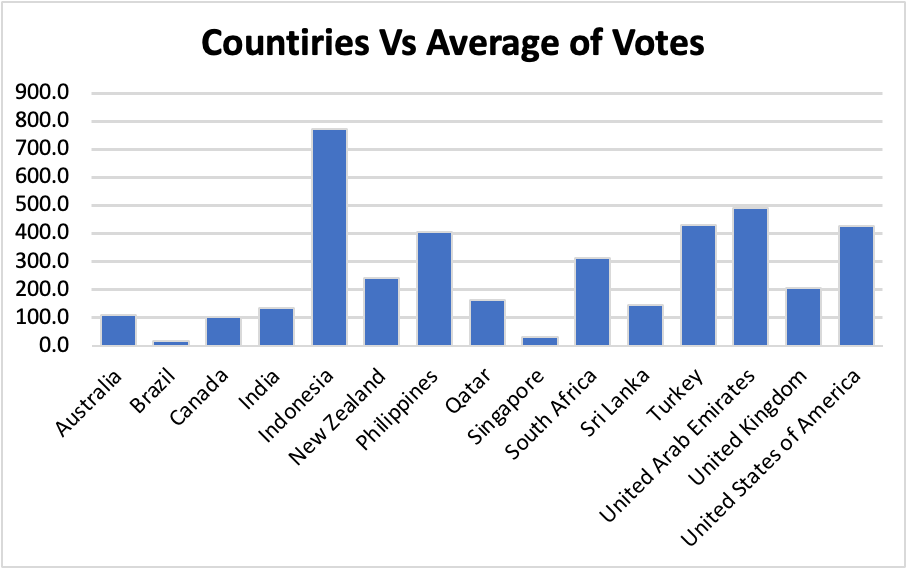 Countiries Vs Average of Votes
900.0
800.0
700.0
600.0
500.0
400.0
300.0
200.0
100.0
0.0
Australia
Brazil
Canada
India
Indonesia
New Zealand
Philippines
Qatar
Singapore
South Africa
Sri Lanka
Turkey
United Arab Emirates
United Kingdom
United States of America